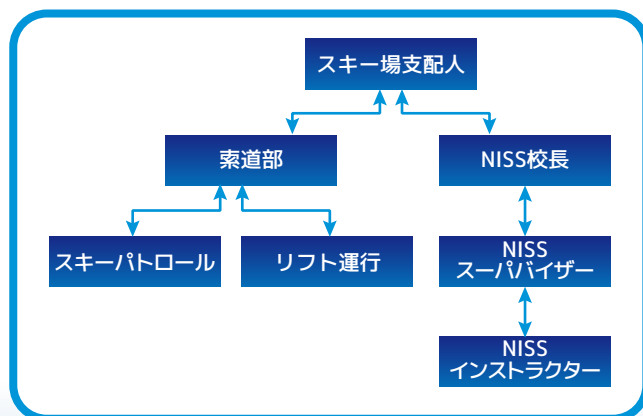 スキー場支配人
索道部
NISS校長
スキーパトロール
リフト運行
NISS
スーパバイザー
NISS
インストラクター